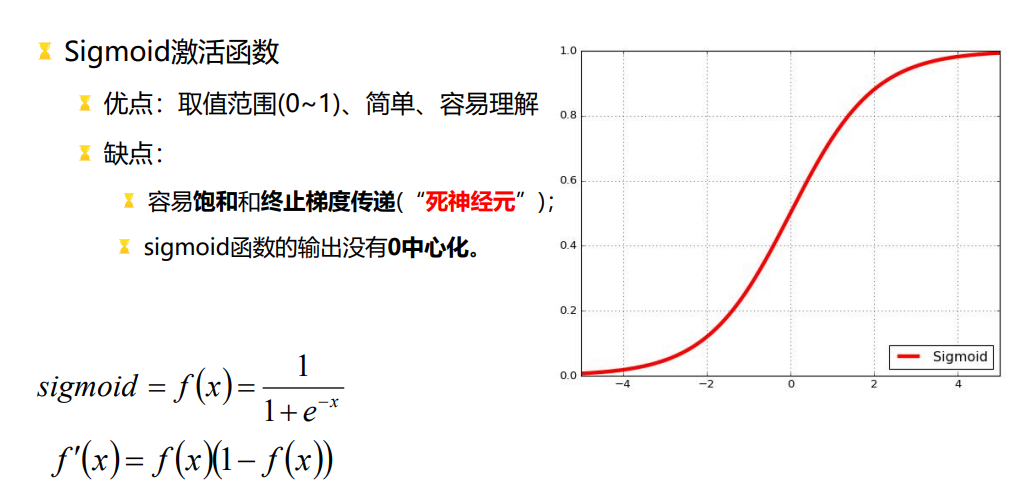 Sigmoid激活函数
优点：取值范围(0~1)、简单、容易理解
缺点：
容易饱和和终止梯度传递(“死神经元”)；
sigmoid函数的输出没有0中心化。
sigmoid = f(x) = 1 / (1 + e^{-x})
f′(x) = f(x)(1 − f(x))
1.0
0.8
0.6
0.4
0.2
0.0
−4 −2 0 2 4
Sigmoid